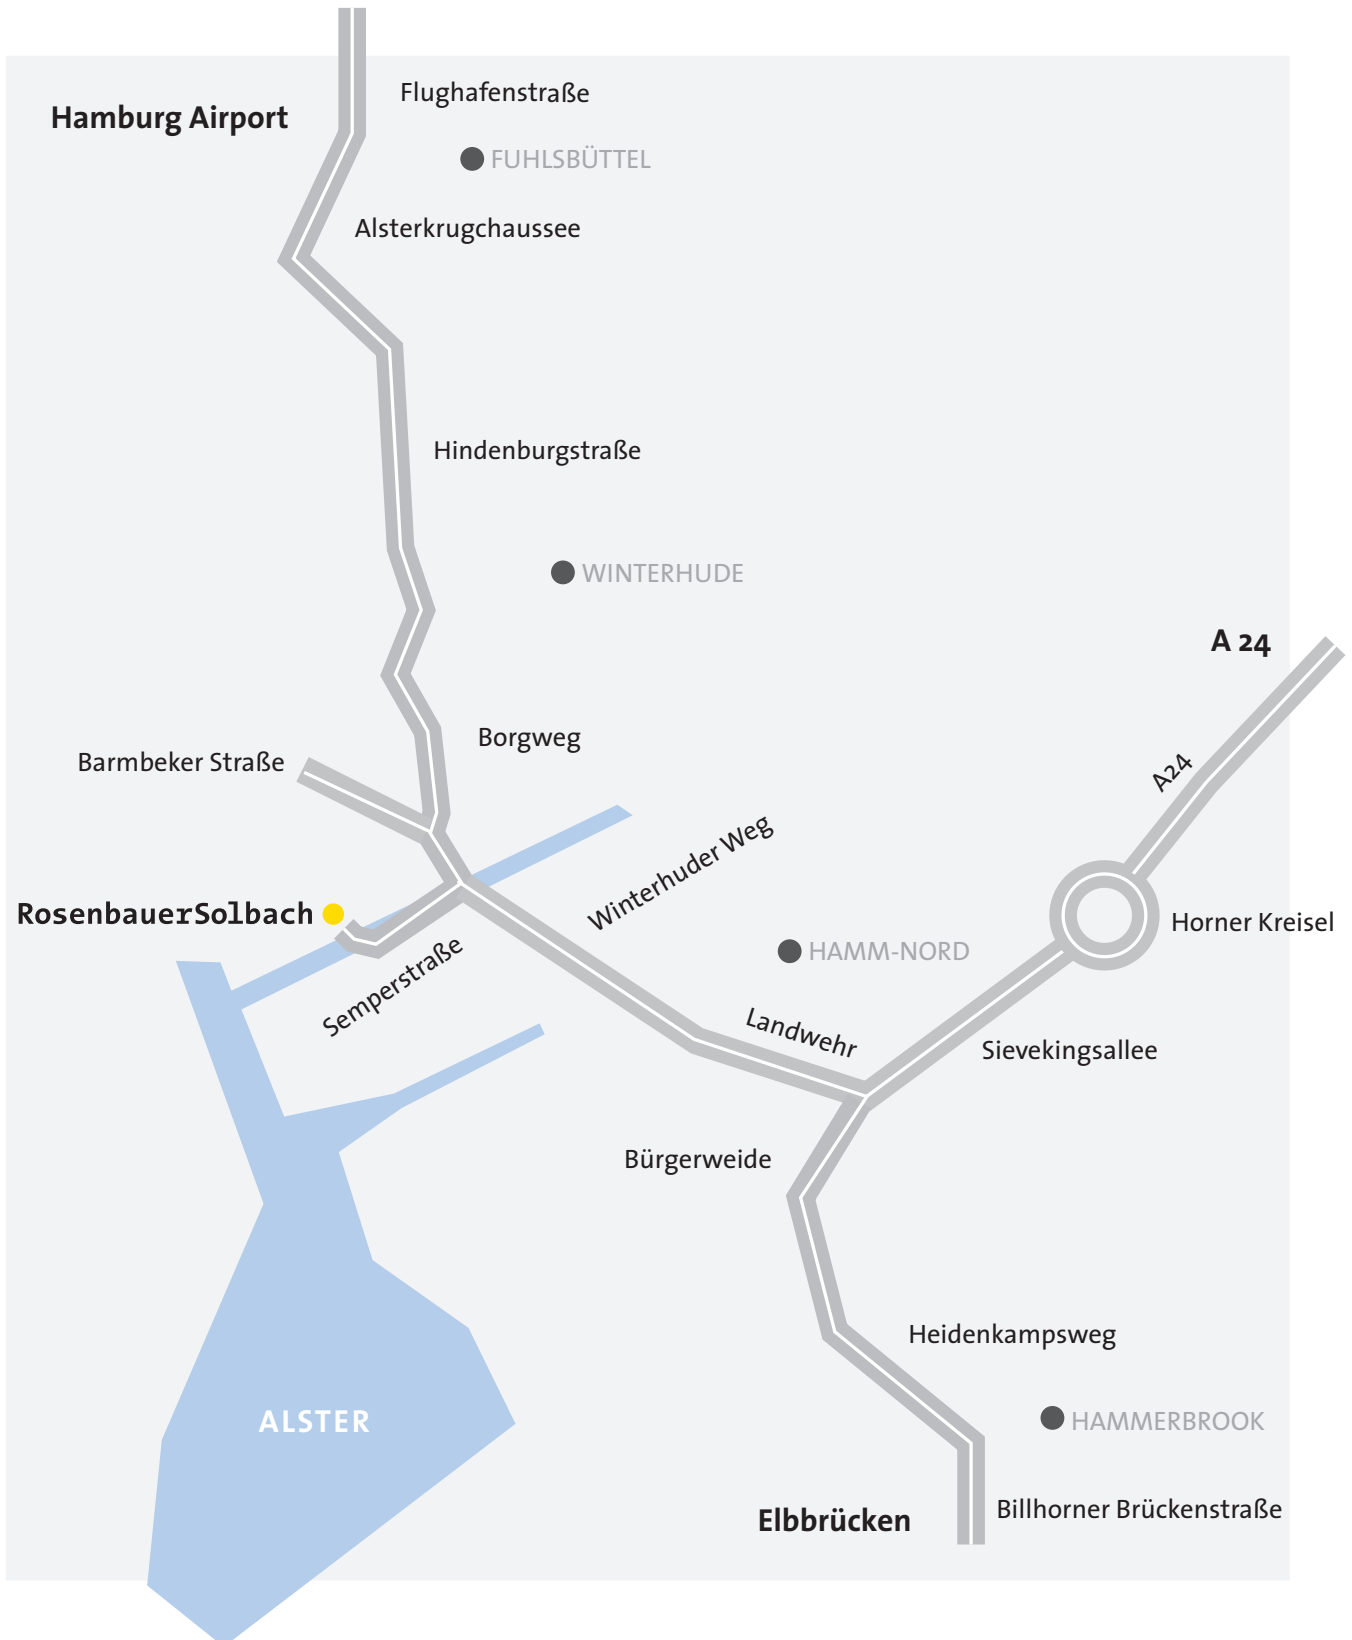 Flughafenstraße
Hamburg Airport
FUHLSBÜTTEL
Alsterkrugchaussee
Hindenburgstraße
WINTERHUDE
A 24
Borgweg
Barmbeker Straße
A24
Winterhuder Weg
RosenbauerSolbach
Horner Kreisel
HAMM-NORD
Semperstraße
Landwehr
Sievekingsallee
Bürgerweide
Heidenkampsweg
ALSTER
HAMMERBROOK
Billhorner Brückenstraße
Elbbrücken